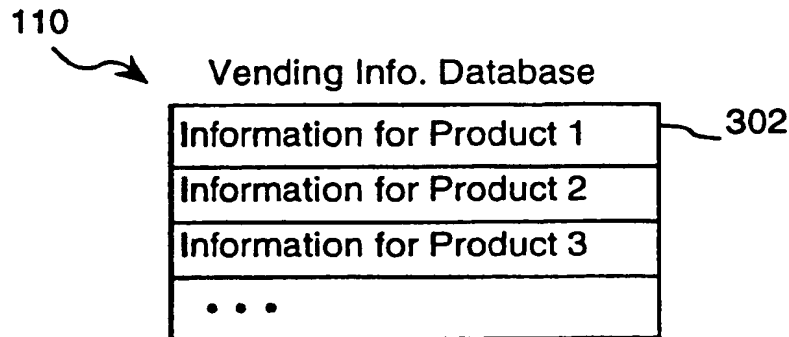 110
Vending Info. Database
Information for Product 1
302
Information for Product 2
Information for Product 3
• • •